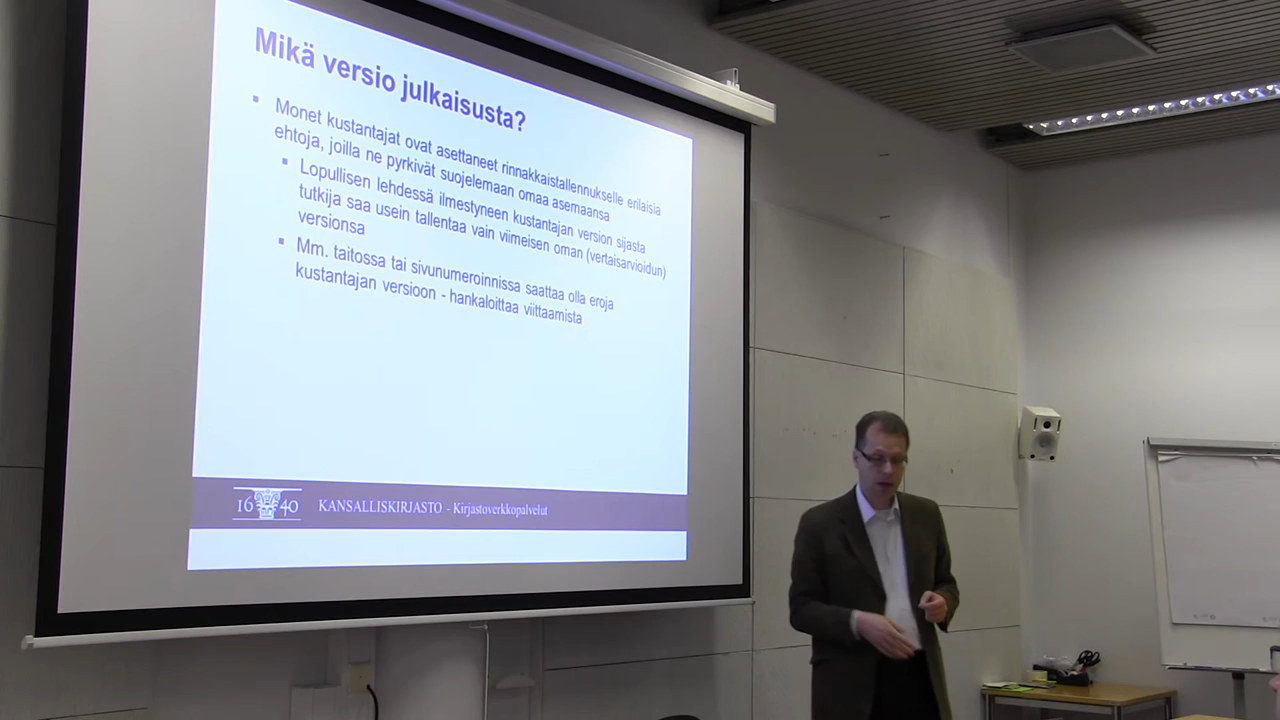 Mikä versio julkaisusta?
▪ Monet kustantajat ovat asettaneet rinnakkaistallennukselle erilaisia
ehtoja, joilla ne pyrkivät suojelemaan omaa asemaansa
▪ Lopullisen lehdessä ilmestyneen kustantajan version sijasta
tutkija saa usein tallentaa vain viimeisen oman (vertaisarvioidun)
versionsa
▪ Mm. taitossa tai sivunumeroinnissa saattaa olla eroja
kustantajan versioon - hankaloittaa viittaamista
1640 KANSALLISKIRJASTO - Kirjastoverkkopalvelut